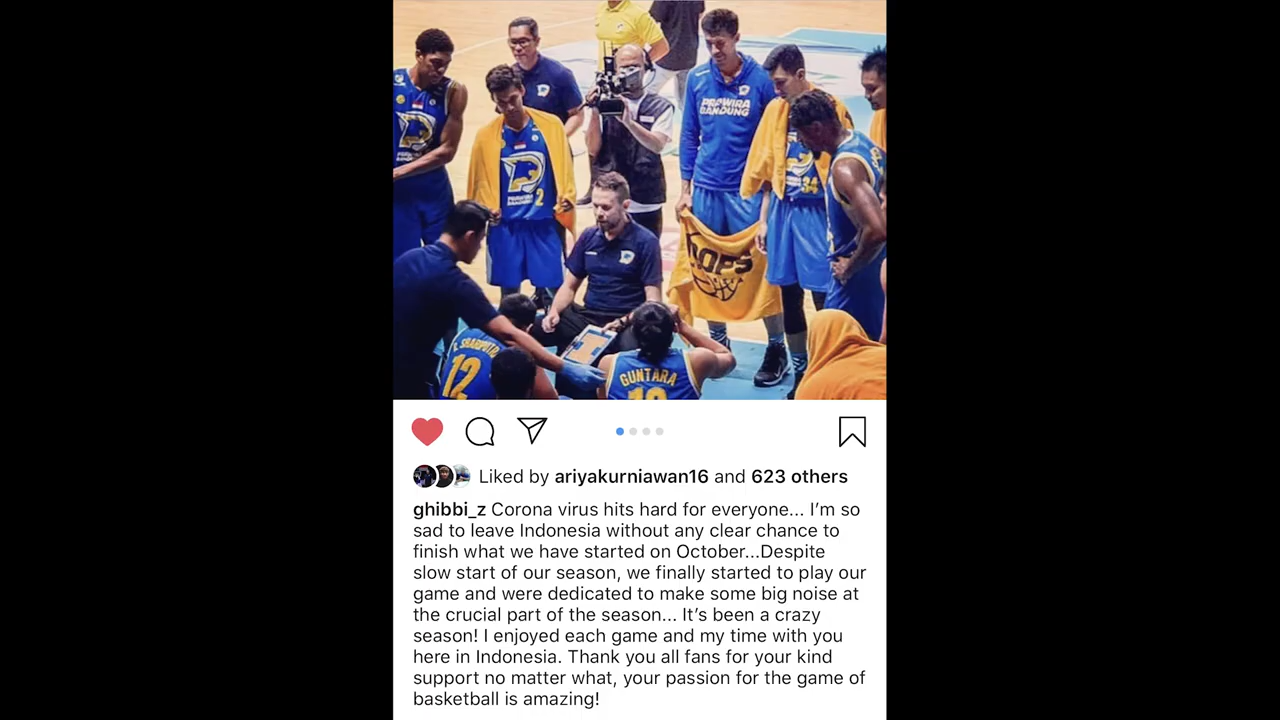 PRAWIRA
BANDUNG
2
34
HOPS
12
GUNTARA
Liked by ariyakurniawan16 and 623 others
ghibbi_z Corona virus hits hard for everyone... I’m so
sad to leave Indonesia without any clear chance to
finish what we have started on October...Despite
slow start of our season, we finally started to play our
game and were dedicated to make some big noise at
the crucial part of the season... It’s been a crazy
season! I enjoyed each game and my time with you
here in Indonesia. Thank you all fans for your kind
support no matter what, your passion for the game of
basketball is amazing!